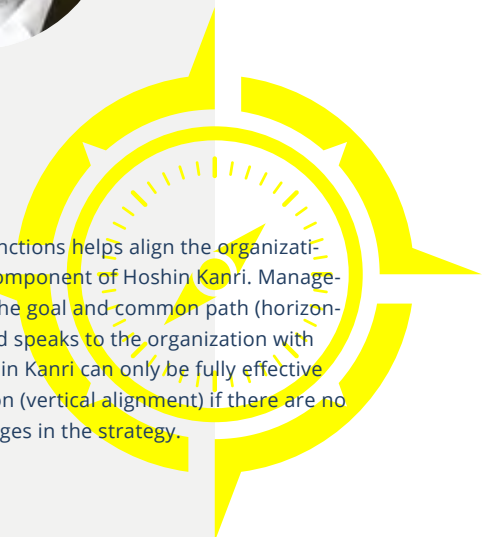 nctions helps align the organizati-
omponent of Hoshin Kanri. Manage-
he goal and common path (horizon-
d speaks to the organization with
in Kanri can only be fully effective
on (vertical alignment) if there are no
ges in the strategy.